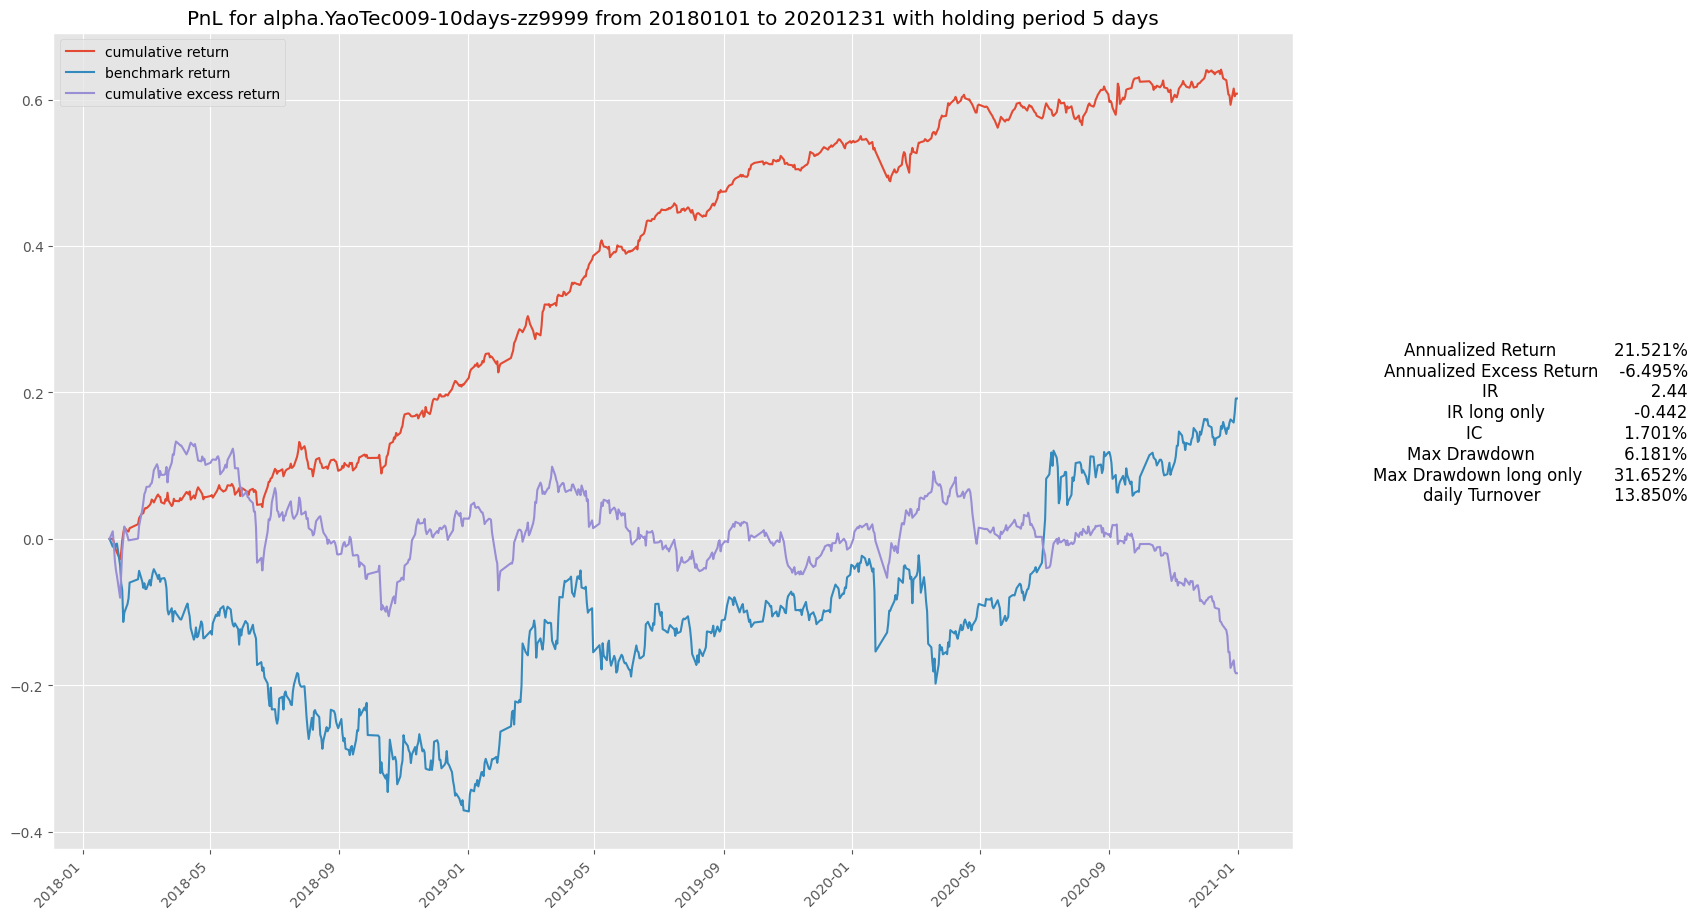 PnL for alpha.YaoTec009-10days-zz9999 from 20180101 to 20201231 with holding period 5 days
cumulative return
benchmark return
cumulative excess return
0.6
0.4
0.2
0.0
−0.2
−0.4
2018-01
2018-05
2018-09
2019-01
2019-05
2019-09
2020-01
2020-05
2020-09
2021-01
Annualized Return 21.521%
Annualized Excess Return -6.495%
IR 2.44
IR long only -0.442
IC 1.701%
Max Drawdown 6.181%
Max Drawdown long only 31.652%
daily Turnover 13.850%